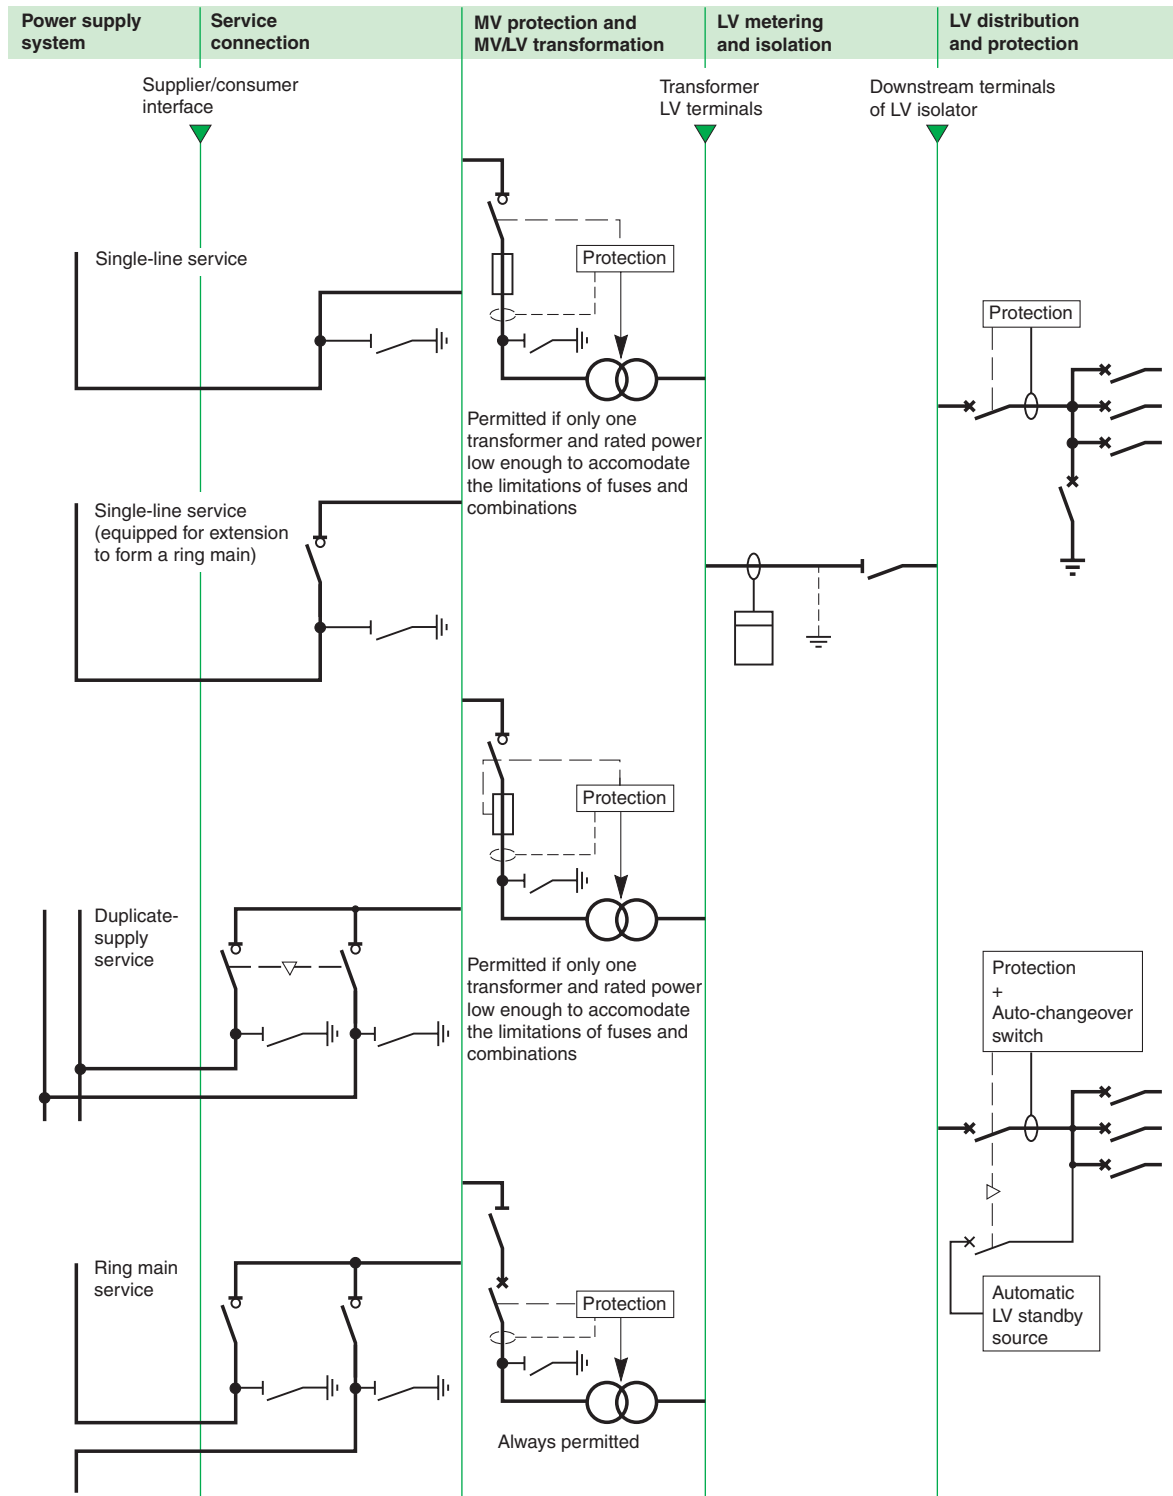 Power supply
system
Service
connection
MV protection and
MV/LV transformation
LV metering
and isolation
LV distribution
and protection
Supplier/consumer
interface
Transformer
LV terminals
Downstream terminals
of LV isolator
Single-line service
Protection
Protection
Permitted if only one
transformer and rated power
low enough to accomodate
the limitations of fuses and
combinations
Single-line service
(equipped for extension
to form a ring main)
Protection
Duplicate-
supply
service
Permitted if only one
transformer and rated power
low enough to accomodate
the limitations of fuses and
combinations
Protection
+
Auto-changeover
switch
Ring main
service
Protection
Automatic
LV standby
source
Always permitted